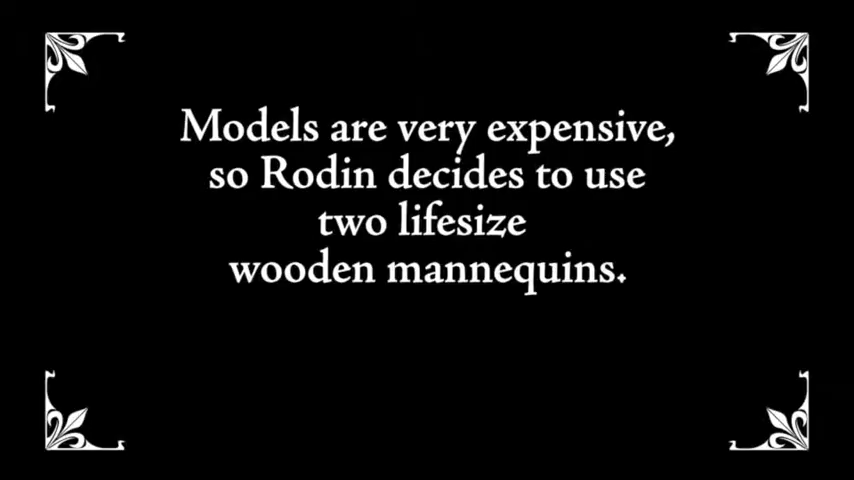 Models are very expensive,
so Rodin decides to use
two lifesize
wooden mannequins.